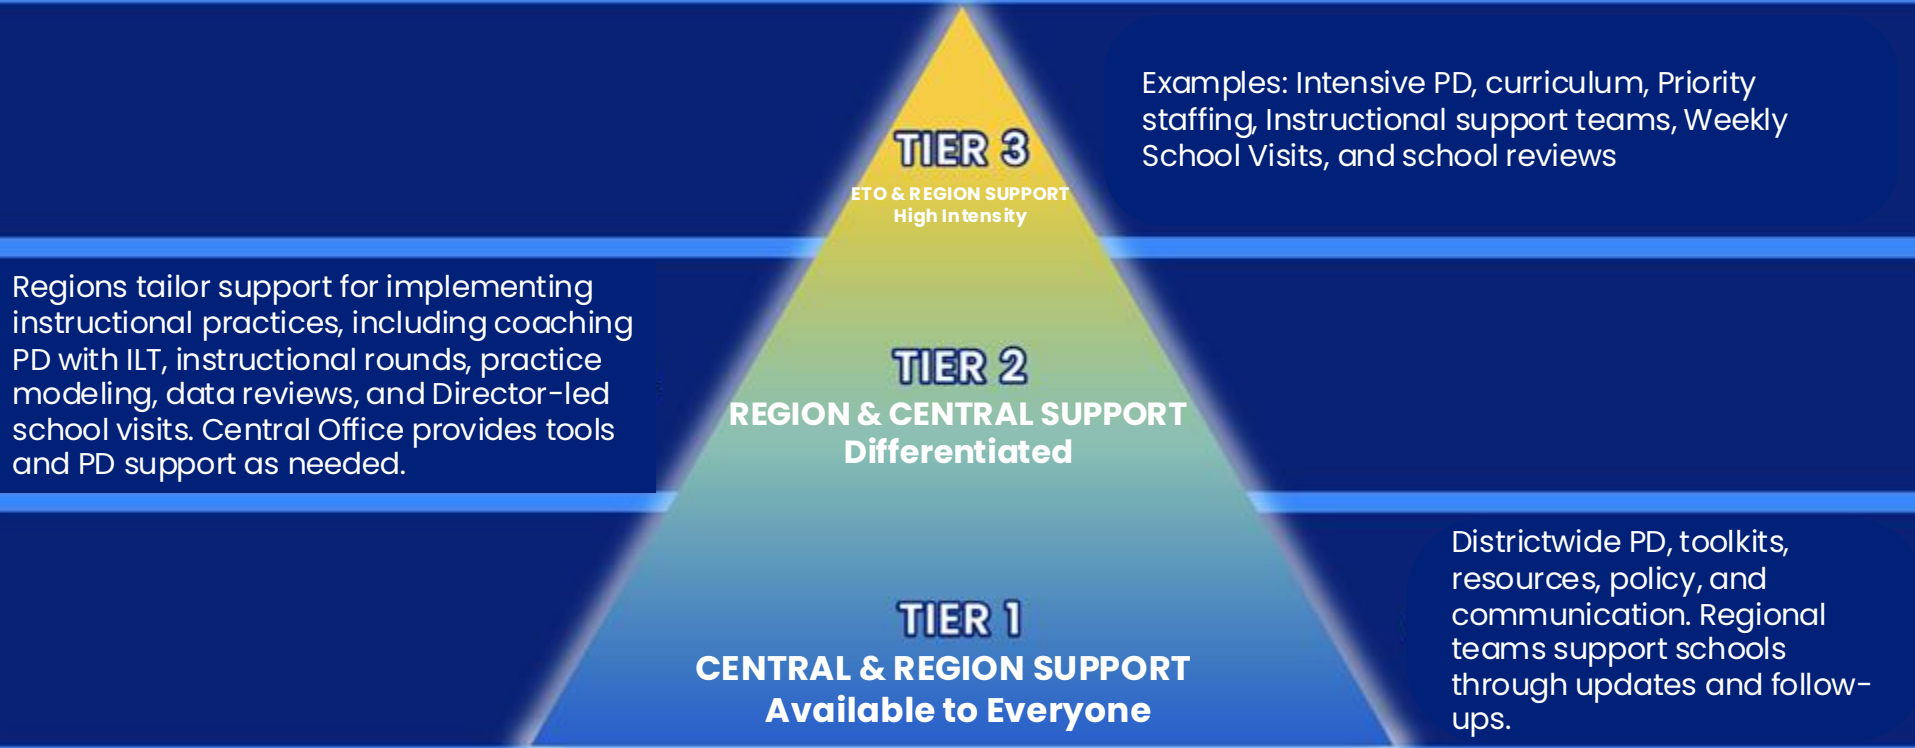 Examples: Intensive PD, curriculum, Priority
staffing, Instructional support teams, Weekly
School Visits, and school reviews
TIER 3
ETO & REGION SUPPORT
High Intensity
Regions tailor support for implementing
instructional practices, including coaching
PD with ILT, instructional rounds, practice
modeling, data reviews, and Director-led
school visits. Central Office provides tools
and PD support as needed.
TIER 2
REGION & CENTRAL SUPPORT
Differentiated
TIER 1
CENTRAL & REGION SUPPORT
Available to Everyone
Districtwide PD, toolkits,
resources, policy, and
communication. Regional
teams support schools
through updates and follow-
ups.